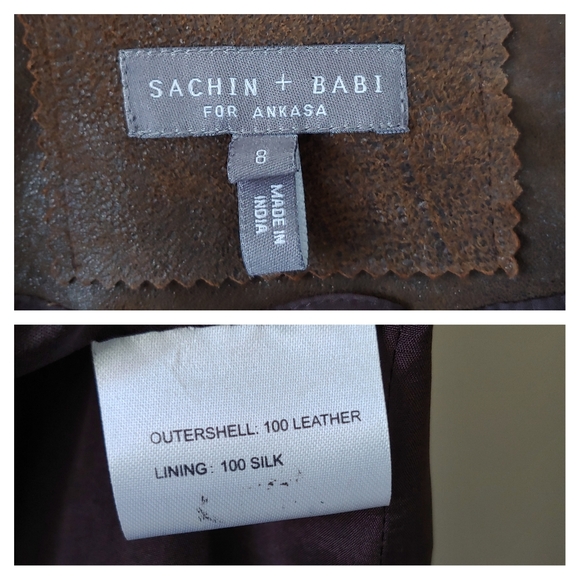 SACHIN + BABI
FOR ANKASA
8
MADE IN
INDIA
OUTERSHELL: 100 LEATHER
LINING: 100 SILK